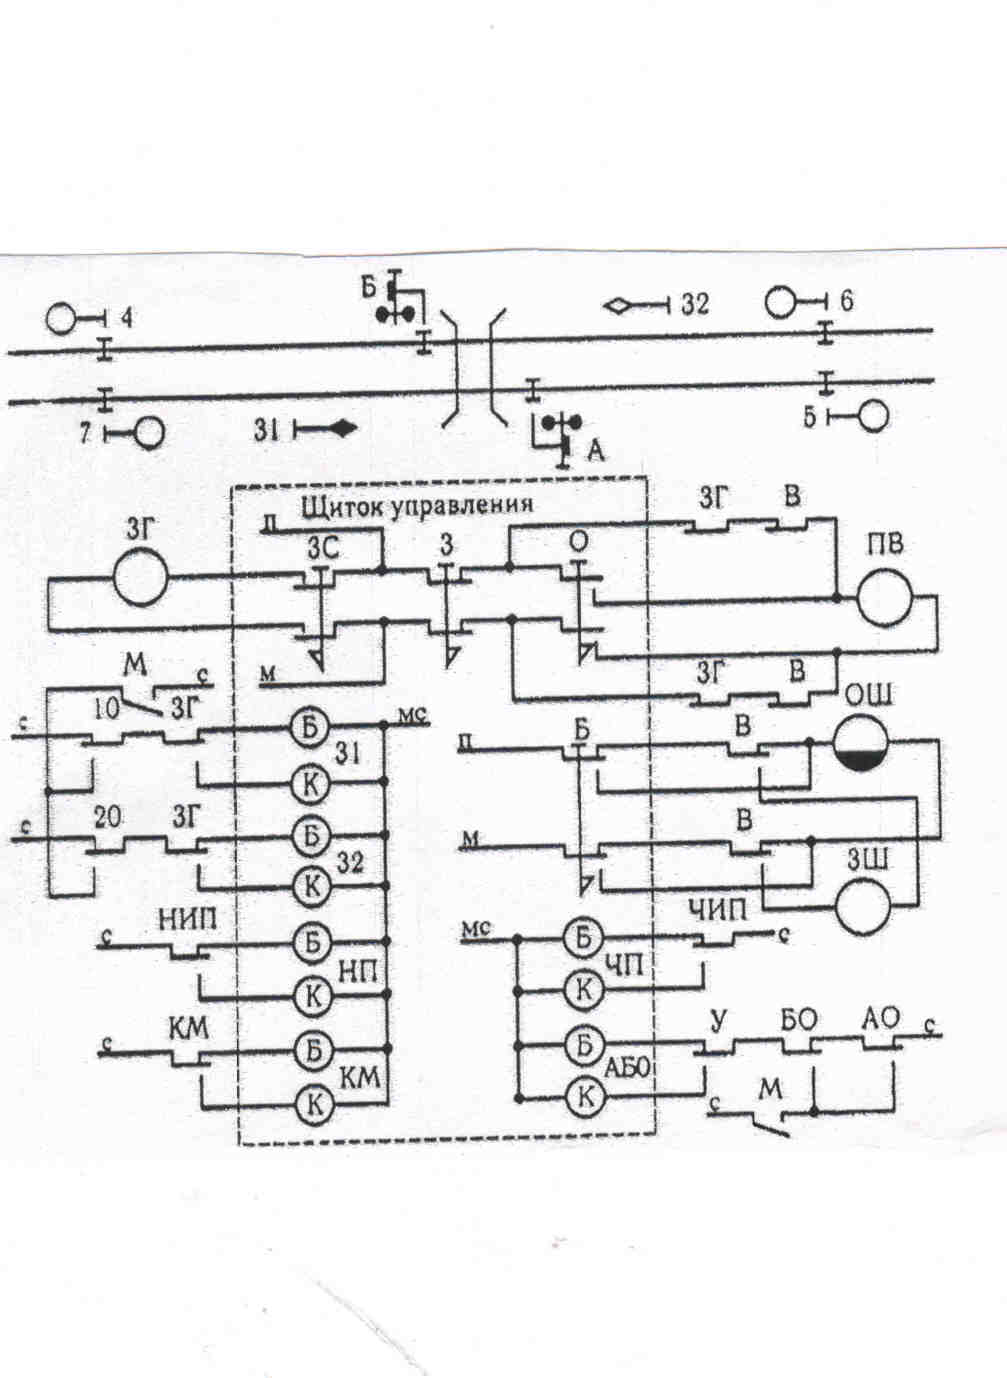 Б
4
32
6
7
31
5
А
Щиток управления
п
ЗГ
ЗС
З
О
ЗГ
В
ПВ
м
ЗГ
В
М
с
с
10
ЗГ
Б
мс
31
К
с
20
ЗГ
Б
32
К
п
Б
В
ОШ
м
В
ЗШ
НИП
с
Б
НП
К
мс
Б
ЧИП
с
ЧП
К
КМ
с
Б
КМ
К
Б
У
БО
АО
с
АБО
К
М
с